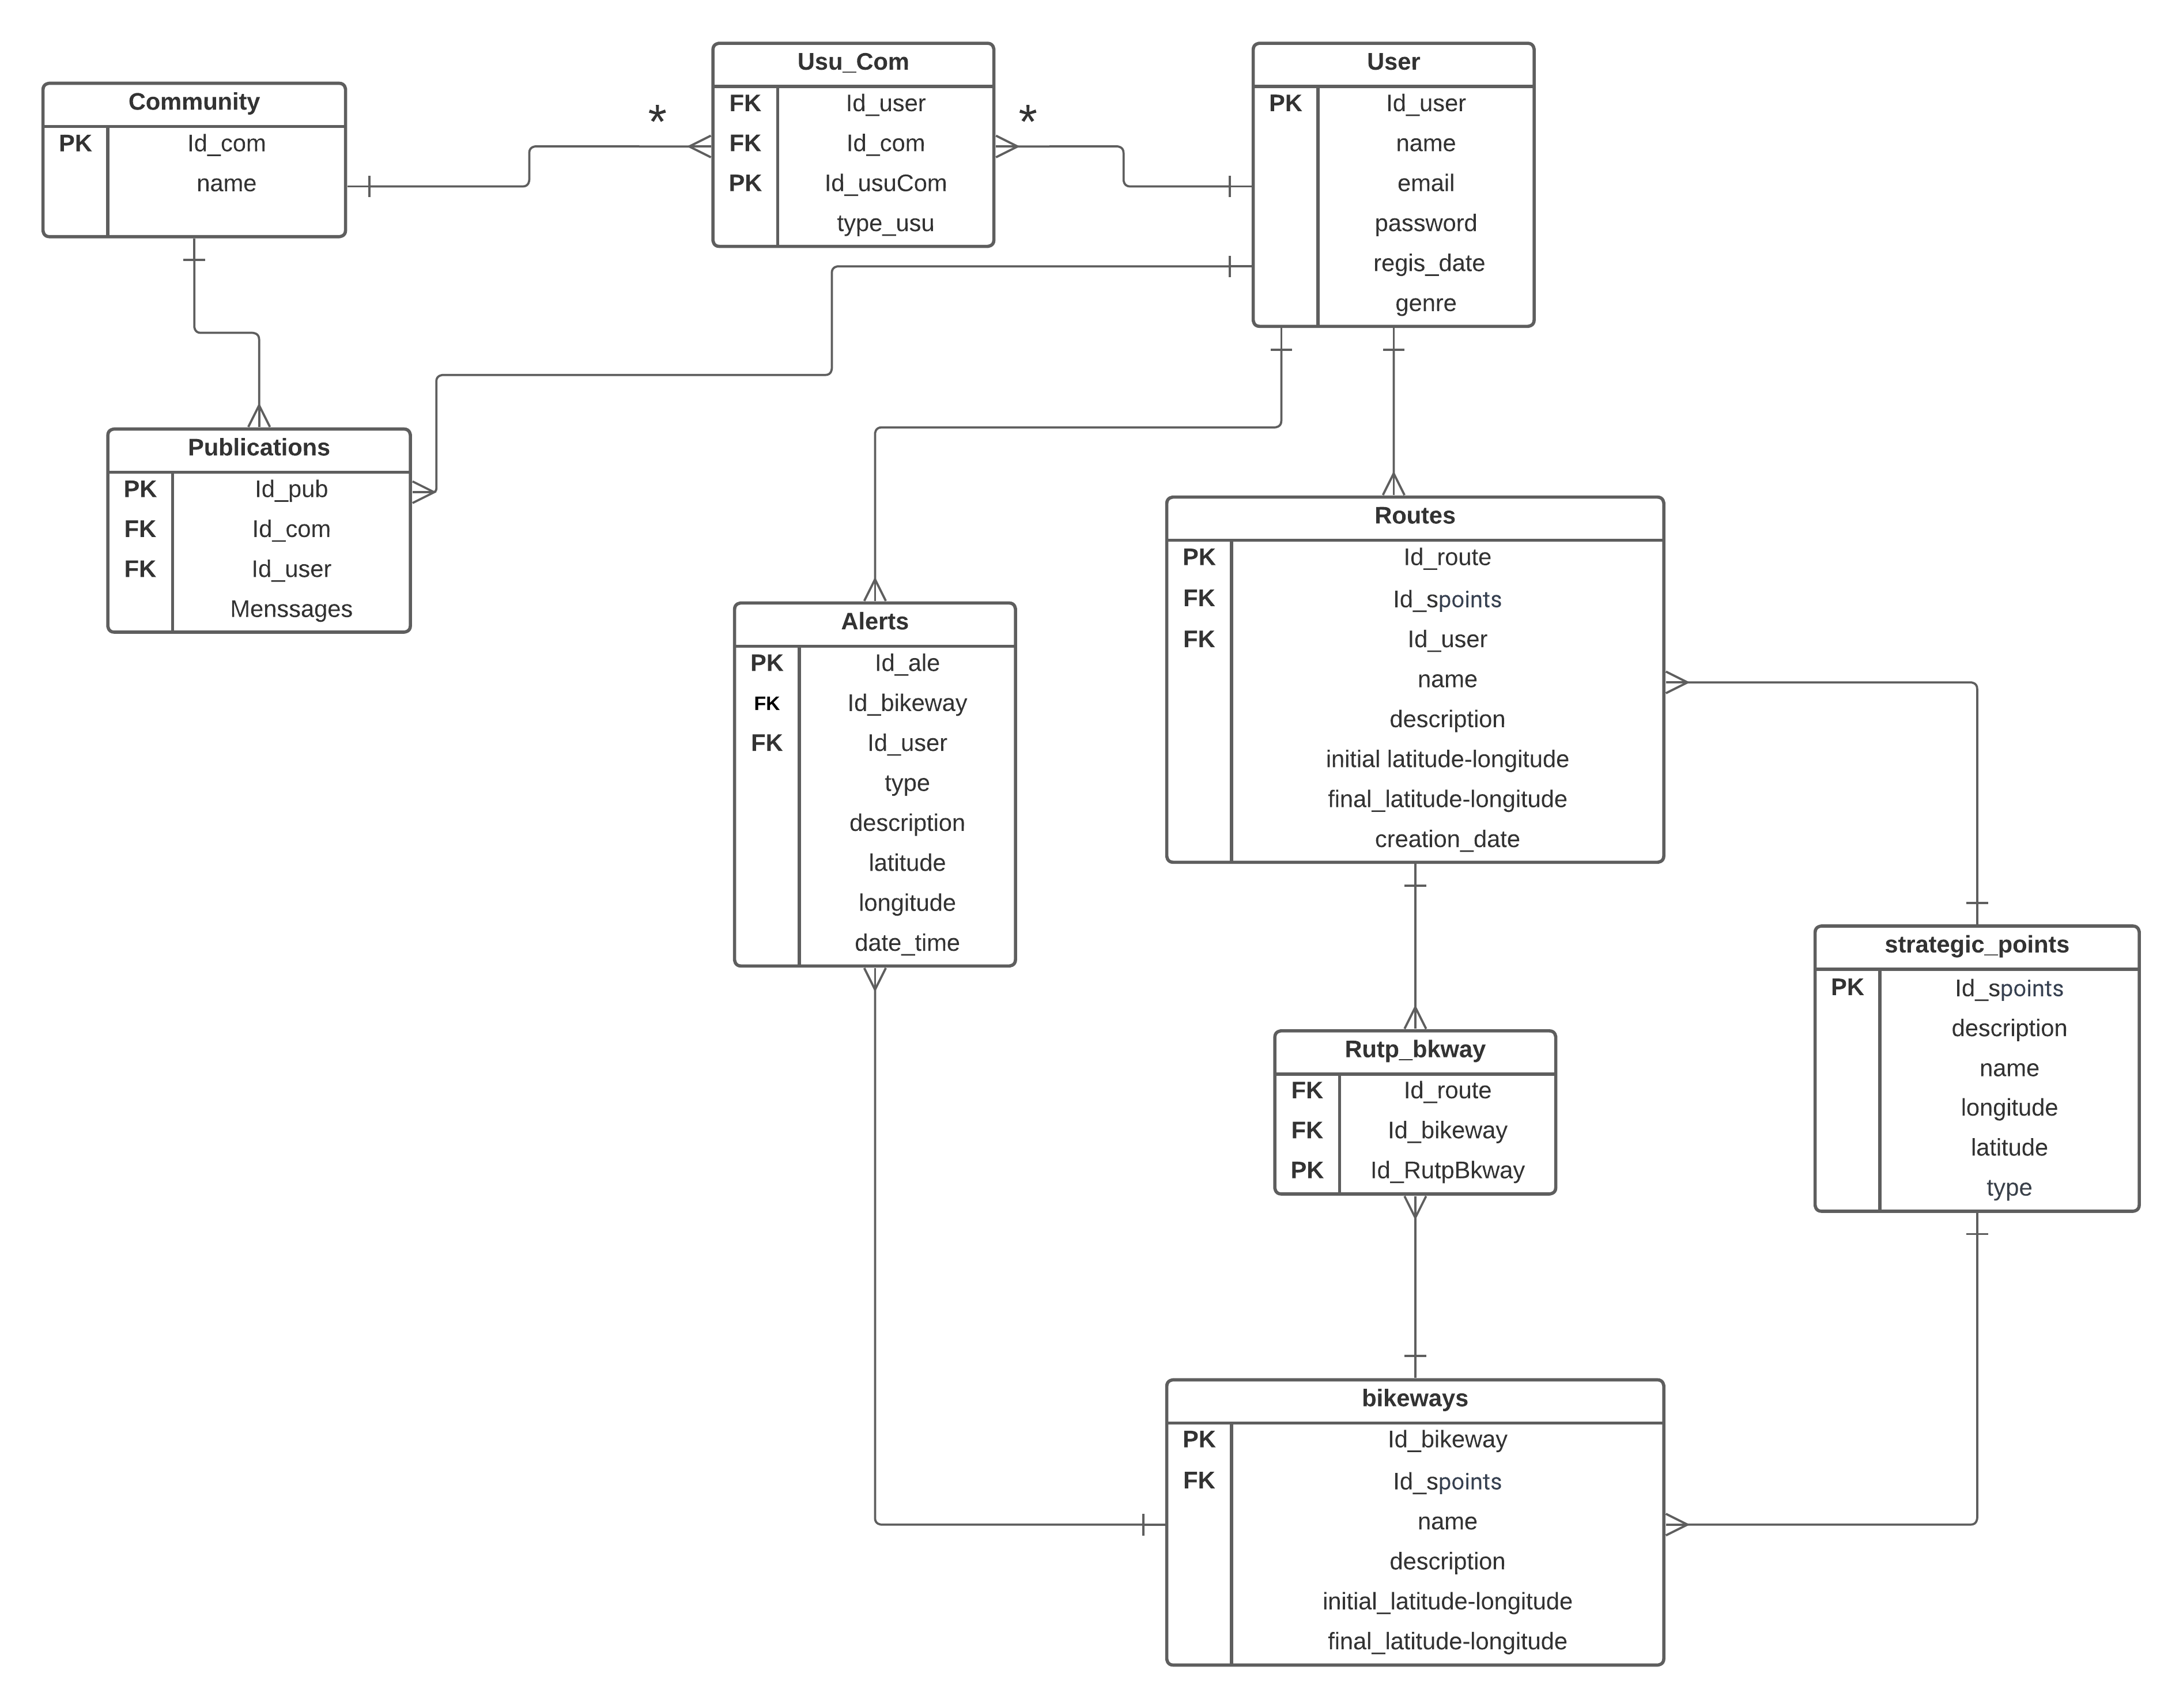 Community
PK Id_com
name
*
Usu_Com
FK Id_user
FK Id_com
PK Id_usuCom
type_usu
*
User
PK Id_user
name
email
password
regis_date
genre
Publications
PK Id_pub
FK Id_com
FK Id_user
Menssages
Alerts
PK Id_ale
FK Id_bikeway
FK Id_user
type
description
latitude
longitude
date_time
Routes
PK Id_route
FK Id_spoints
FK Id_user
name
description
initial latitude-longitude
final_latitude-longitude
creation_date
strategic_points
PK Id_spoints
description
name
longitude
latitude
type
Rutp_bkway
FK Id_route
FK Id_bikeway
PK Id_RutpBkway
bikeways
PK Id_bikeway
FK Id_spoints
name
description
initial_latitude-longitude
final_latitude-longitude